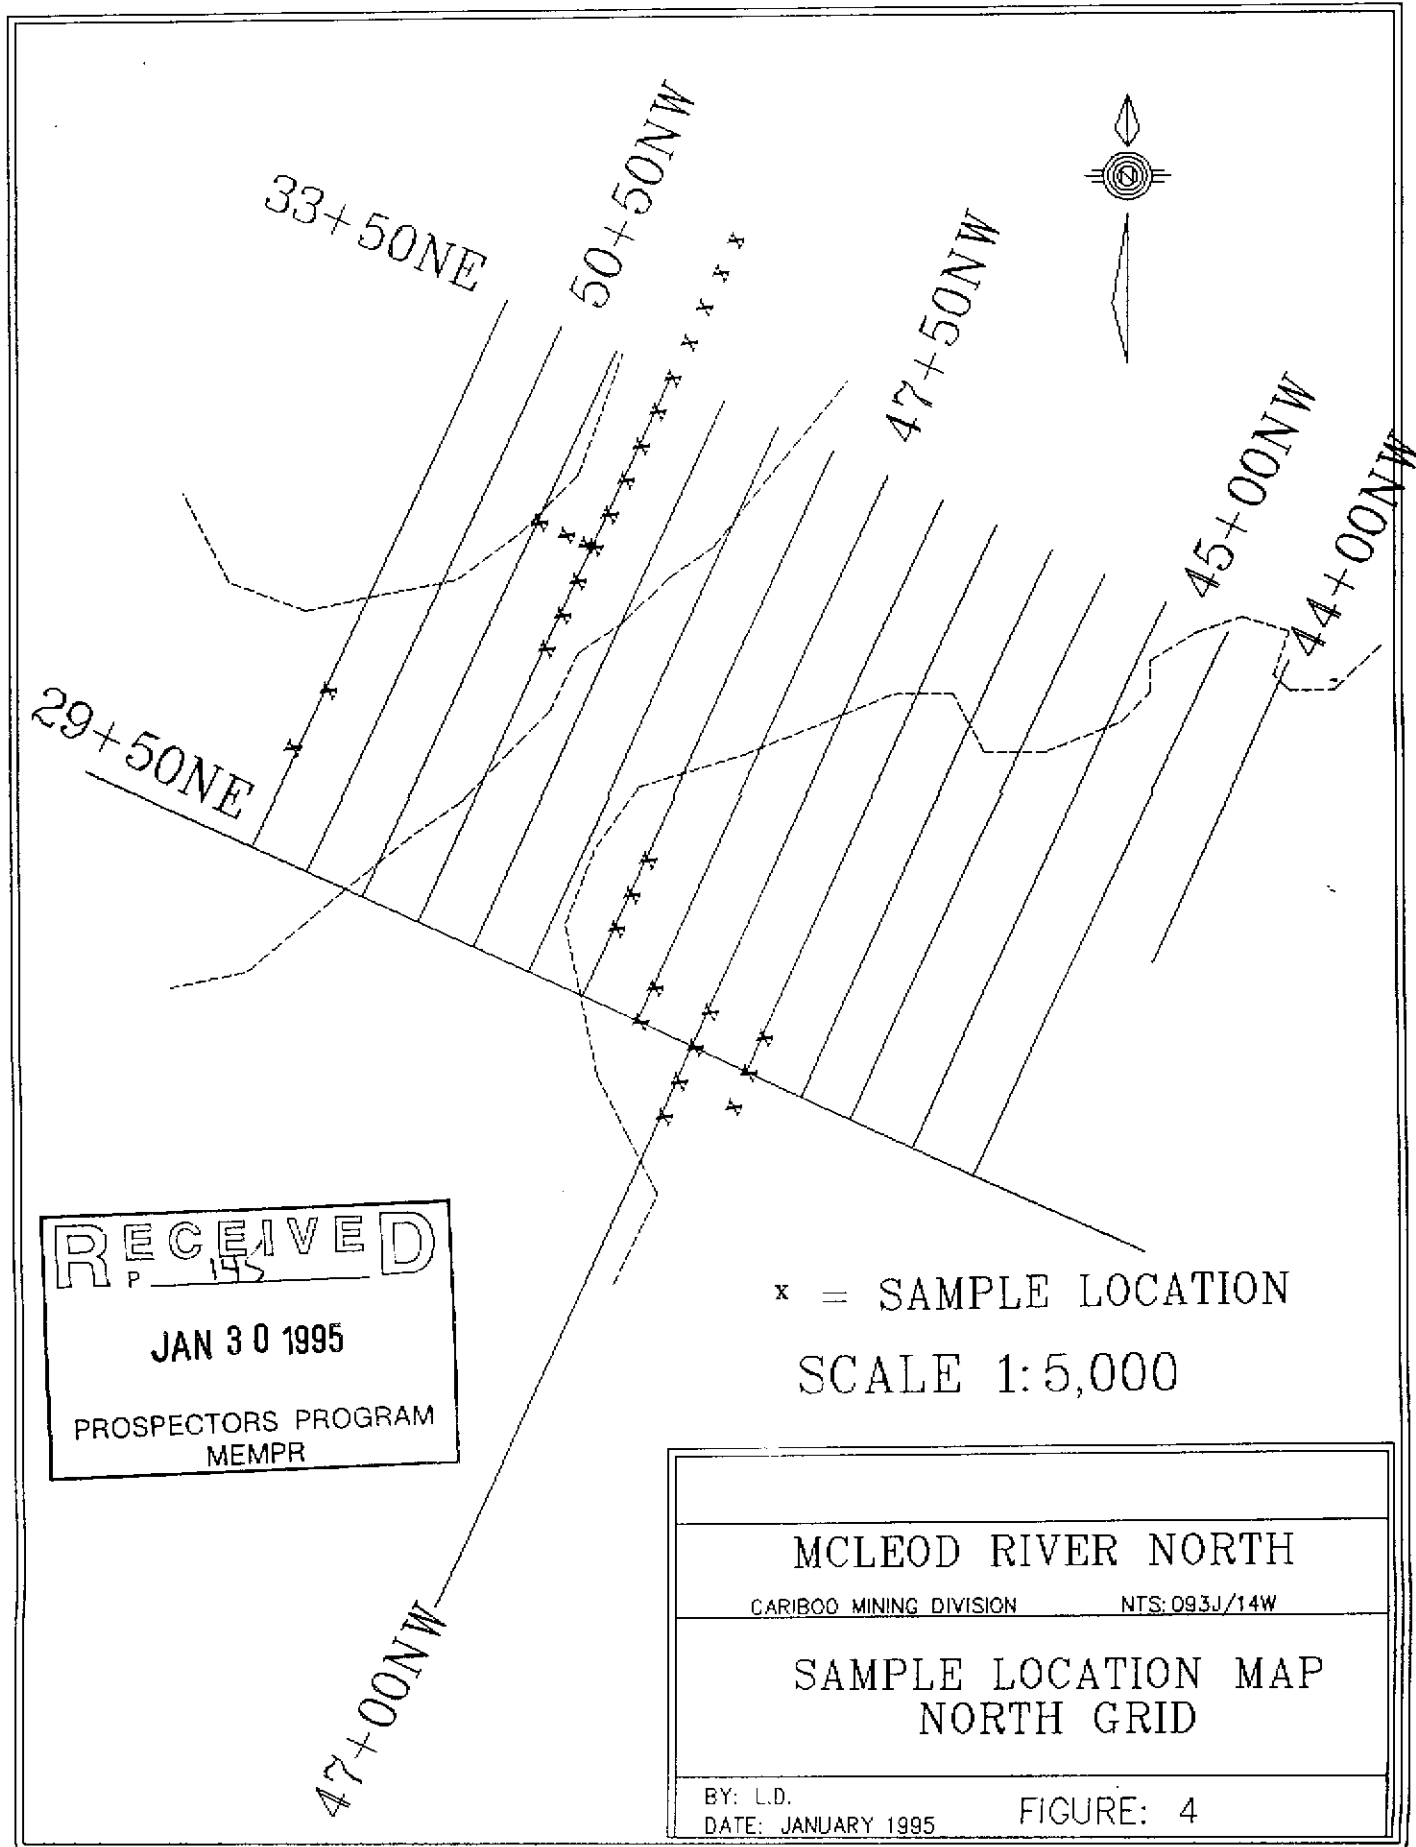 33+50NE
50+50NW
N
47+50NW
45+00NW
44+00NW
29+50NE
RECEIVED
P 145
JAN 30 1995
PROSPECTORS PROGRAM
MEMPR
x = SAMPLE LOCATION
SCALE 1:5,000
47+00NW
MCLEOD RIVER NORTH
CARIBOO MINING DIVISION NTS:093J/14W
SAMPLE LOCATION MAP
NORTH GRID
BY: L.D.
DATE: JANUARY 1995
FIGURE: 4